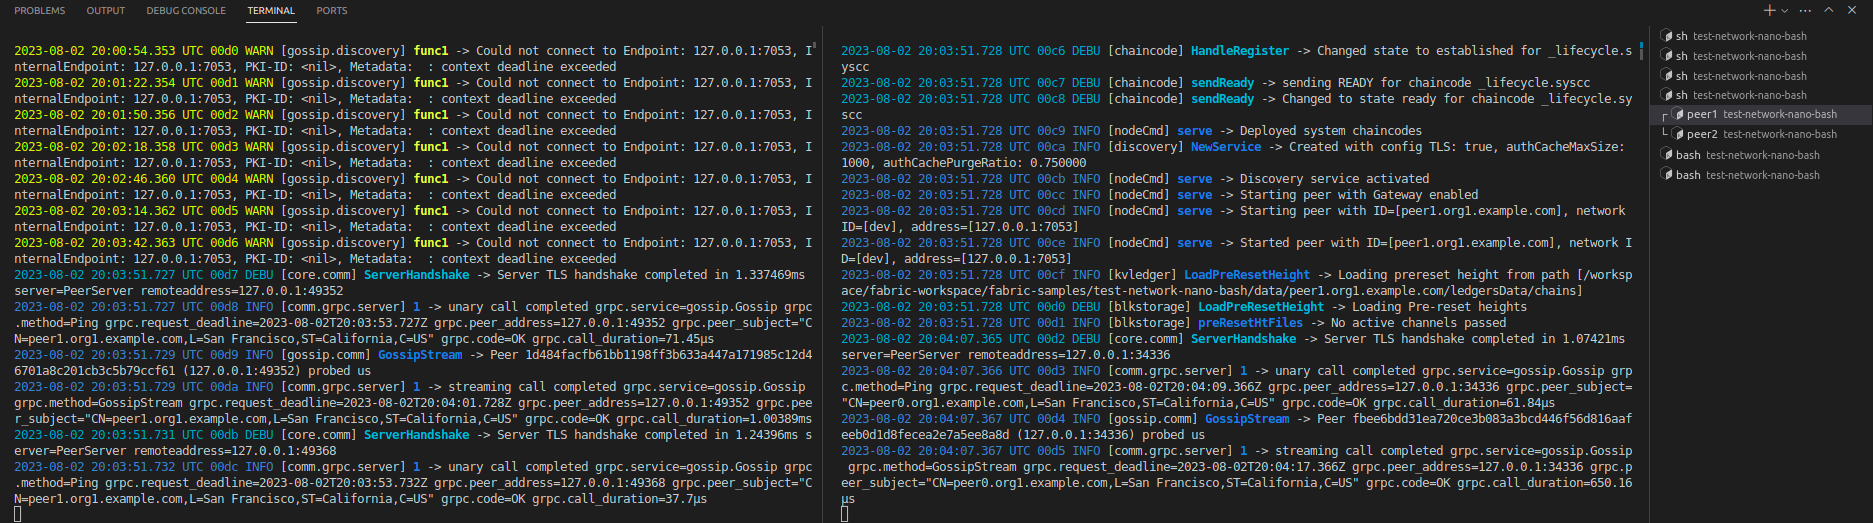 PROBLEMS OUTPUT DEBUG CONSOLE TERMINAL PORTS
2023-08-02 20:00:54.353 UTC 00d0 WARN [gossip.discovery] func1 -> Could not connect to Endpoint: 127.0.0.1:7053, I
nternalEndpoint: 127.0.0.1:7053, PKI-ID: <nil>, Metadata:  : context deadline exceeded
2023-08-02 20:01:22.354 UTC 00d1 WARN [gossip.discovery] func1 -> Could not connect to Endpoint: 127.0.0.1:7053, I
nternalEndpoint: 127.0.0.1:7053, PKI-ID: <nil>, Metadata:  : context deadline exceeded
2023-08-02 20:01:50.356 UTC 00d2 WARN [gossip.discovery] func1 -> Could not connect to Endpoint: 127.0.0.1:7053, I
nternalEndpoint: 127.0.0.1:7053, PKI-ID: <nil>, Metadata:  : context deadline exceeded
2023-08-02 20:02:18.358 UTC 00d3 WARN [gossip.discovery] func1 -> Could not connect to Endpoint: 127.0.0.1:7053, I
nternalEndpoint: 127.0.0.1:7053, PKI-ID: <nil>, Metadata:  : context deadline exceeded
2023-08-02 20:02:46.360 UTC 00d4 WARN [gossip.discovery] func1 -> Could not connect to Endpoint: 127.0.0.1:7053, I
nternalEndpoint: 127.0.0.1:7053, PKI-ID: <nil>, Metadata:  : context deadline exceeded
2023-08-02 20:03:14.362 UTC 00d5 WARN [gossip.discovery] func1 -> Could not connect to Endpoint: 127.0.0.1:7053, I
nternalEndpoint: 127.0.0.1:7053, PKI-ID: <nil>, Metadata:  : context deadline exceeded
2023-08-02 20:03:42.363 UTC 00d6 WARN [gossip.discovery] func1 -> Could not connect to Endpoint: 127.0.0.1:7053, I
nternalEndpoint: 127.0.0.1:7053, PKI-ID: <nil>, Metadata:  : context deadline exceeded
2023-08-02 20:03:51.727 UTC 00d7 DEBU [core.comm] ServerHandshake -> Server TLS handshake completed in 1.337469ms
server=PeerServer remoteaddress=127.0.0.1:49352
2023-08-02 20:03:51.727 UTC 00d8 INFO [comm.grpc.server] 1 -> unary call completed grpc.service=gossip.Gossip grpc
.method=Ping grpc.request_deadline=2023-08-02T20:03:53.727Z grpc.peer_address=127.0.0.1:49352 grpc.peer_subject="C
N=peer1.org1.example.com,L=San Francisco,ST=California,C=US" grpc.code=OK grpc.call_duration=71.45µs
2023-08-02 20:03:51.729 UTC 00d9 INFO [gossip.comm] GossipStream -> Peer 1d484facfb61bb1198ff3b633a447a171985c12d4
6701a8c201cb3c5b79ccf61 (127.0.0.1:49352) probed us
2023-08-02 20:03:51.729 UTC 00da INFO [comm.grpc.server] 1 -> streaming call completed grpc.service=gossip.Gossip
grpc.method=GossipStream grpc.request_deadline=2023-08-02T20:04:01.728Z grpc.peer_address=127.0.0.1:49352 grpc.pee
r_subject="CN=peer1.org1.example.com,L=San Francisco,ST=California,C=US" grpc.code=OK grpc.call_duration=1.00389ms
2023-08-02 20:03:51.731 UTC 00db DEBU [core.comm] ServerHandshake -> Server TLS handshake completed in 1.24396ms s
erver=PeerServer remoteaddress=127.0.0.1:49368
2023-08-02 20:03:51.732 UTC 00dc INFO [comm.grpc.server] 1 -> unary call completed grpc.service=gossip.Gossip grpc
.method=Ping grpc.request_deadline=2023-08-02T20:03:53.732Z grpc.peer_address=127.0.0.1:49368 grpc.peer_subject="C
N=peer1.org1.example.com,L=San Francisco,ST=California,C=US" grpc.code=OK grpc.call_duration=37.7µs
2023-08-02 20:03:51.728 UTC 00c6 DEBU [chaincode] HandleRegister -> Changed state to established for _lifecycle.s
yscc
2023-08-02 20:03:51.728 UTC 00c7 DEBU [chaincode] sendReady -> sending READY for chaincode _lifecycle.syscc
2023-08-02 20:03:51.728 UTC 00c8 DEBU [chaincode] sendReady -> Changed to state ready for chaincode _lifecycle.sy
scc
2023-08-02 20:03:51.728 UTC 00c9 INFO [nodeCmd] serve -> Deployed system chaincodes
2023-08-02 20:03:51.728 UTC 00ca INFO [discovery] NewService -> Created with config TLS: true, authCacheMaxSize:
1000, authCachePurgeRatio: 0.750000
2023-08-02 20:03:51.728 UTC 00cb INFO [nodeCmd] serve -> Discovery service activated
2023-08-02 20:03:51.728 UTC 00cc INFO [nodeCmd] serve -> Starting peer with Gateway enabled
2023-08-02 20:03:51.728 UTC 00cd INFO [nodeCmd] serve -> Starting peer with ID=[peer1.org1.example.com], network
ID=[dev], address=[127.0.0.1:7053]
2023-08-02 20:03:51.728 UTC 00ce INFO [nodeCmd] serve -> Started peer with ID=[peer1.org1.example.com], network I
D=[dev], address=[127.0.0.1:7053]
2023-08-02 20:03:51.728 UTC 00cf INFO [kvledger] LoadPreResetHeight -> Loading prereset height from path [/worksp
ace/fabric-workspace/fabric-samples/test-network-nano-bash/data/peer1.org1.example.com/ledgersData/chains]
2023-08-02 20:03:51.728 UTC 00d0 DEBU [blkstorage] LoadPreResetHeight -> Loading Pre-reset heights
2023-08-02 20:03:51.728 UTC 00d1 INFO [blkstorage] preResetHtFiles -> No active channels passed
2023-08-02 20:04:07.365 UTC 00d2 DEBU [core.comm] ServerHandshake -> Server TLS handshake completed in 1.07421ms
server=PeerServer remoteaddress=127.0.0.1:34336
2023-08-02 20:04:07.366 UTC 00d3 INFO [comm.grpc.server] 1 -> unary call completed grpc.service=gossip.Gossip grp
c.method=Ping grpc.request_deadline=2023-08-02T20:04:09.366Z grpc.peer_address=127.0.0.1:34336 grpc.peer_subject=
"CN=peer0.org1.example.com,L=San Francisco,ST=California,C=US" grpc.code=OK grpc.call_duration=61.84µs
2023-08-02 20:04:07.367 UTC 00d4 INFO [gossip.comm] GossipStream -> Peer fbee6bdd31ea720ce3b083a3bcd446f56d816aaf
eeb0d1d8fecea2e7a5ee8a8d (127.0.0.1:34336) probed us
2023-08-02 20:04:07.367 UTC 00d5 INFO [comm.grpc.server] 1 -> streaming call completed grpc.service=gossip.Gossip
grpc.method=GossipStream grpc.request_deadline=2023-08-02T20:04:17.366Z grpc.peer_address=127.0.0.1:34336 grpc.p
eer_subject="CN=peer0.org1.example.com,L=San Francisco,ST=California,C=US" grpc.code=OK grpc.call_duration=650.16
µs
sh test-network-nano-bash
sh test-network-nano-bash
sh test-network-nano-bash
sh test-network-nano-bash
peer1 test-network-nano-bash
peer2 test-network-nano-bash
bash test-network-nano-bash
bash test-network-nano-bash